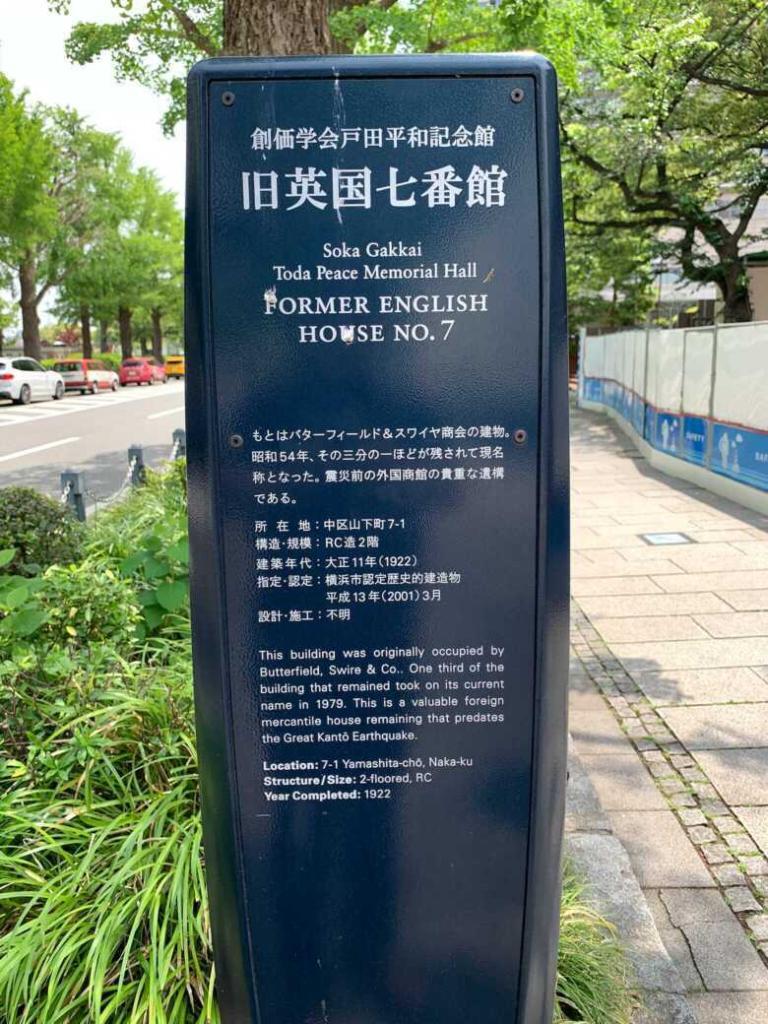 創価学会戸田平和記念館
旧英国七番館
Soka Gakkai
Toda Peace Memorial Hall
FORMER ENGLISH
HOUSE NO. 7
もとはバターフィールド＆スワイヤ商会の建物。
昭和54年、その三分の一ほどが残されて現名
称となった。震災前の外国商館の貴重な遺構
である。
所在地：中区山下町7-1
構造・規模：RC造2階
建築年代：大正11年（1922）
指定・認定：横浜市認定歴史的建造物
平成13年（2001）3月
設計・施工：不明
This building was originally occupied by
Butterfield, Swire & Co.. One third of the
building that remained took on its current
name in 1979. This is a valuable foreign
mercantile house remaining that predates
the Great Kantō Earthquake.
Location: 7-1 Yamashita-chō, Naka-ku
Structure/Size: 2-floored, RC
Year Completed: 1922
SAFETY